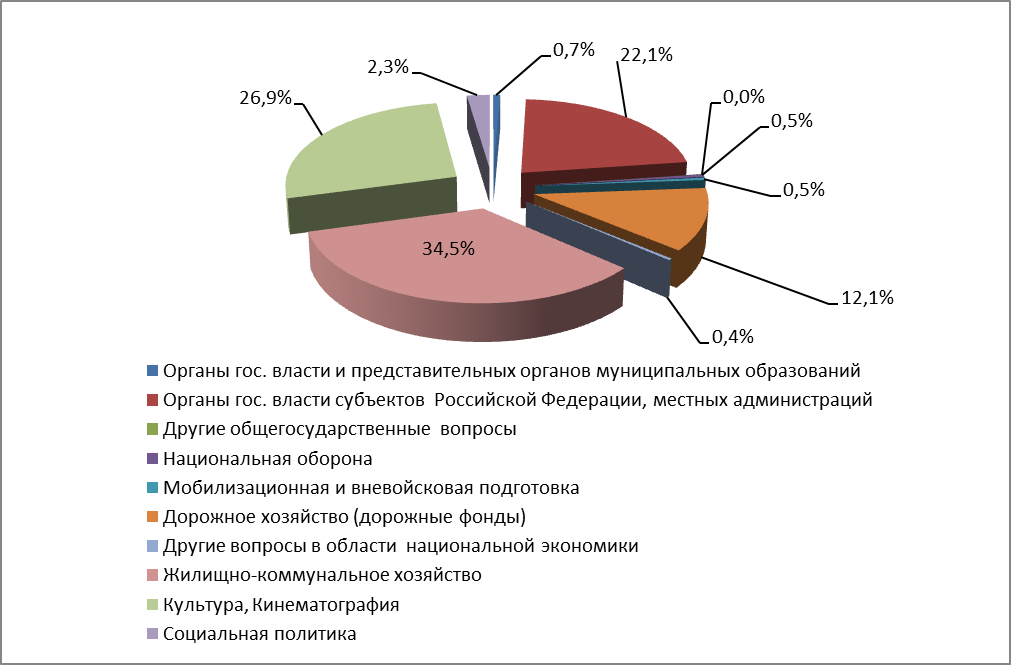 0,7%
22,1%
2,3%
0,0%
26,9%
0,5%
0,5%
34,5%
12,1%
0,4%
Органы гос. власти и представительных органов муниципальных образований
Органы гос. власти субъектов Российской Федерации, местных администраций
Другие общегосударственные вопросы
Национальная оборона
Мобилизационная и вневойсковая подготовка
Дорожное хозяйство (дорожные фонды)
Другие вопросы в области национальной экономики
Жилищно-коммунальное хозяйство
Культура, Кинематография
Социальная политика